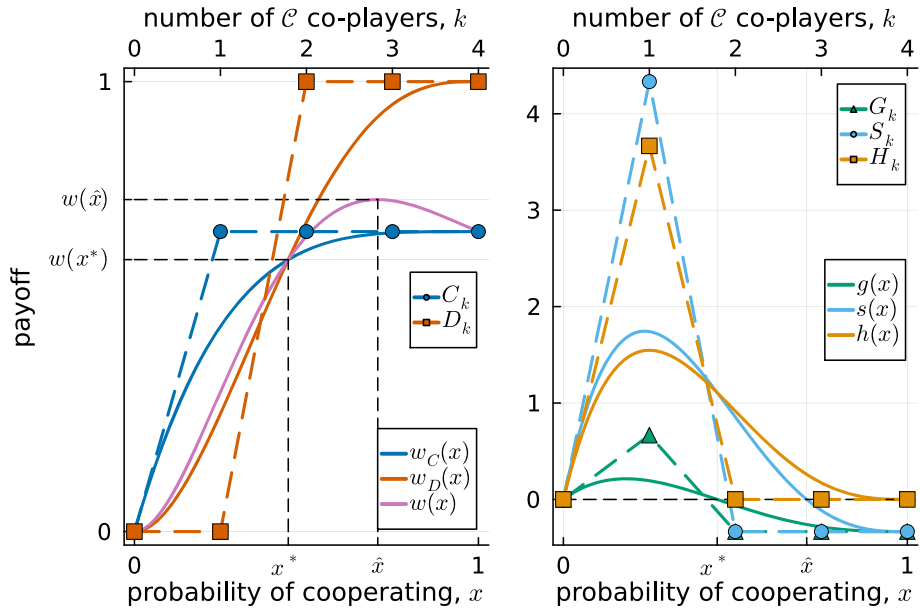 number of 𝒞 co-players, k
0 1 2 3 4
payoff
1
w(x̂)
w(x*)
0
C_k
D_k
w_C(x)
w_D(x)
w(x)
0 x* x̂ 1
probability of cooperating, x
number of 𝒞 co-players, k
0 1 2 3 4
4
3
2
1
0
G_k
S_k
H_k
g(x)
s(x)
h(x)
0 x* x̂ 1
probability of cooperating, x